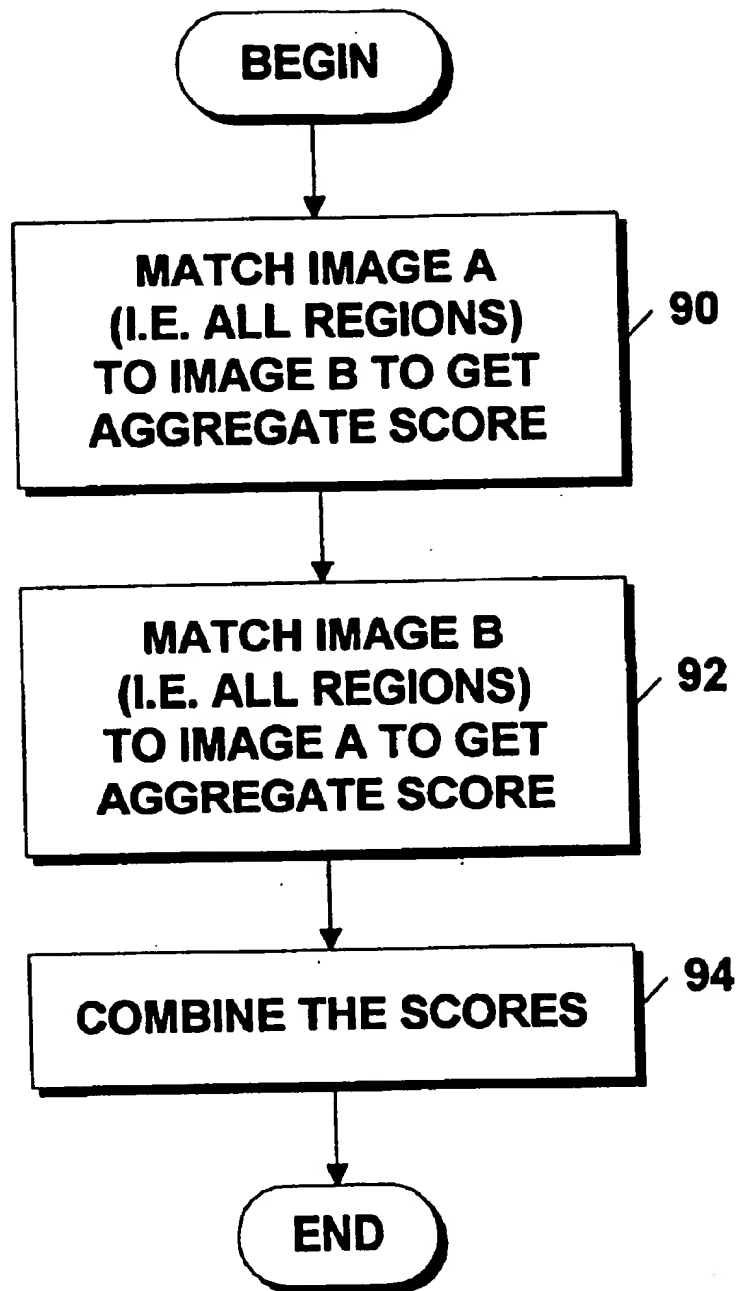 BEGIN
MATCH IMAGE A
(I.E. ALL REGIONS)
TO IMAGE B TO GET
AGGREGATE SCORE
90
MATCH IMAGE B
(I.E. ALL REGIONS)
TO IMAGE A TO GET
AGGREGATE SCORE
92
COMBINE THE SCORES
94
END